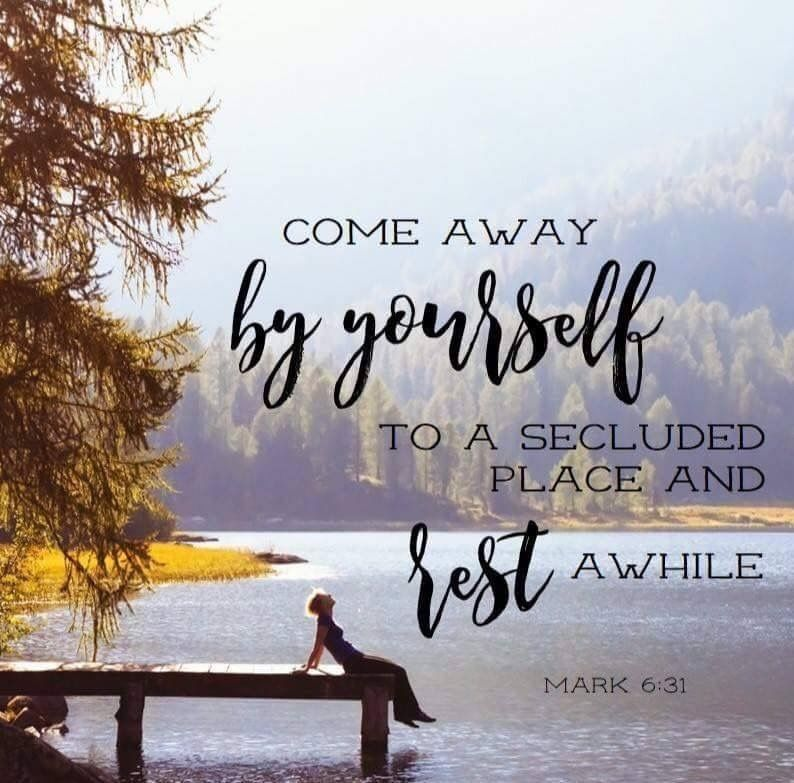 COME AWAY
by yourself
TO A SECLUDED
PLACE AND
rest AWHILE
MARK 6:31